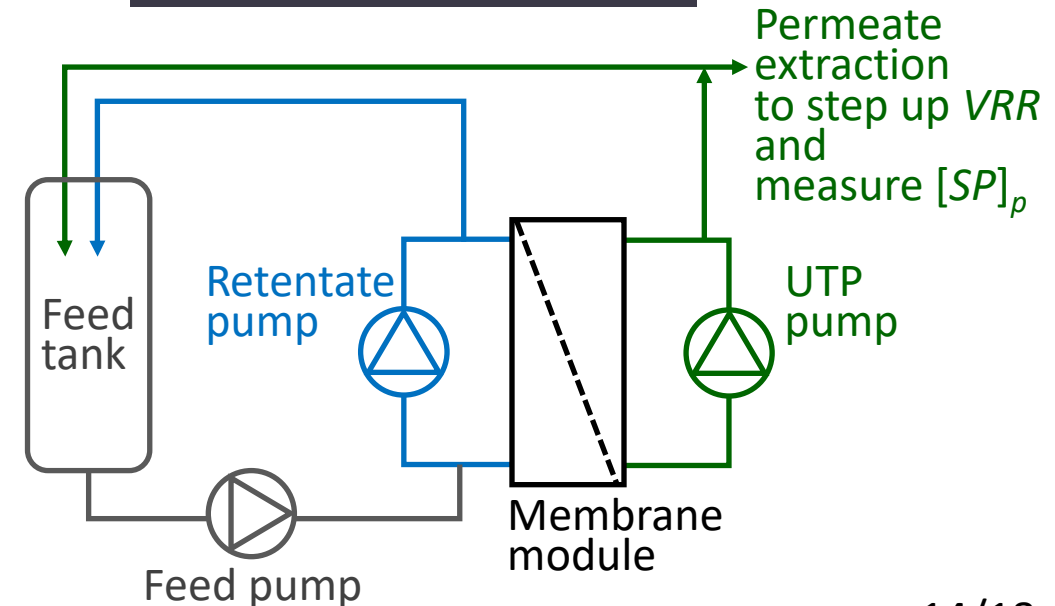 Permeate
extraction
to step up VRR
and
measure [SP]p
Retentate
pump
UTP
pump
Feed
tank
Membrane
module
Feed pump